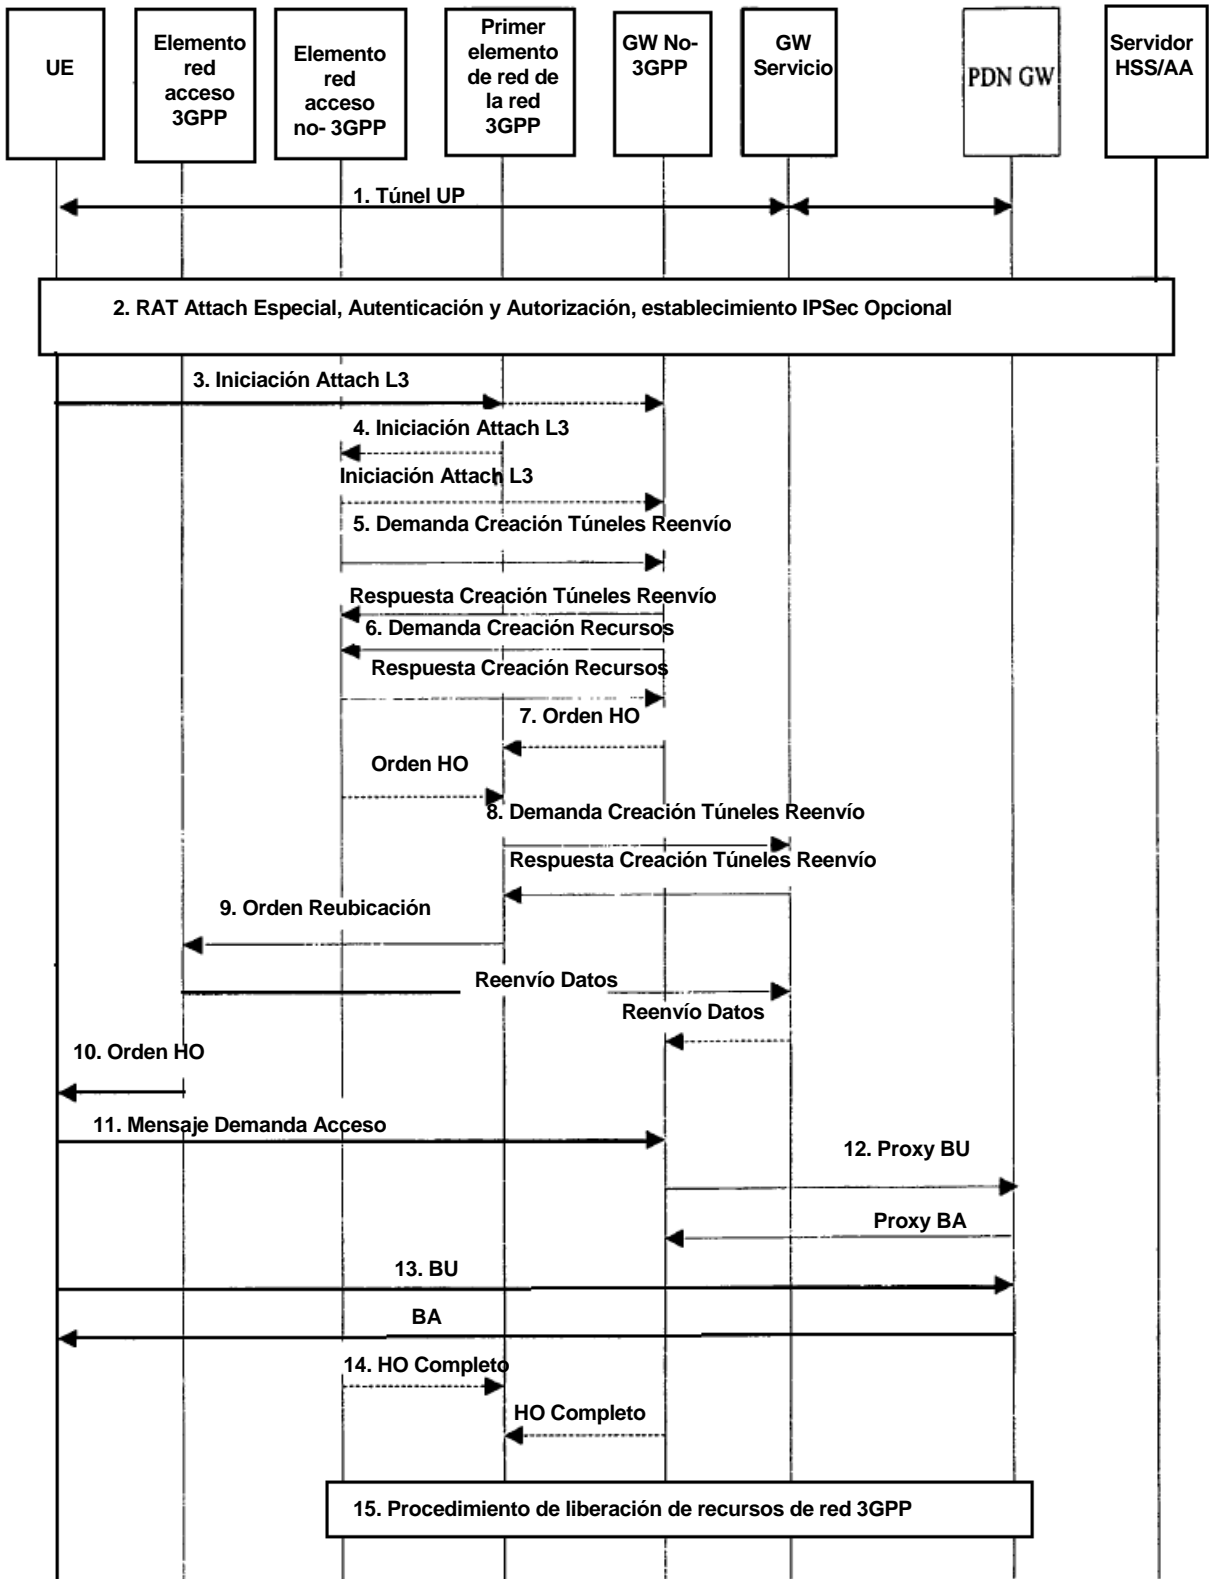 UE
Elemento
red
acceso
3GPP
Elemento
red
acceso
no- 3GPP
Primer
elemento
de red de
la red
3GPP
GW No-
3GPP
GW
Servicio
PDN GW
Servidor
HSS/AA
1. Túnel UP
2. RAT Attach Especial, Autenticación y Autorización, establecimiento IPSec Opcional
3. Iniciación Attach L3
4. Iniciación Attach L3
Iniciación Attach L3
5. Demanda Creación Túneles Reenvío
Respuesta Creación Túneles Reenvío
6. Demanda Creación Recursos
Respuesta Creación Recursos
7. Orden HO
Orden HO
8. Demanda Creación Túneles Reenvío
Respuesta Creación Túneles Reenvío
9. Orden Reubicación
Reenvío Datos
Reenvío Datos
10. Orden HO
11. Mensaje Demanda Acceso
12. Proxy BU
Proxy BA
13. BU
BA
14. HO Completo
HO Completo
15. Procedimiento de liberación de recursos de red 3GPP